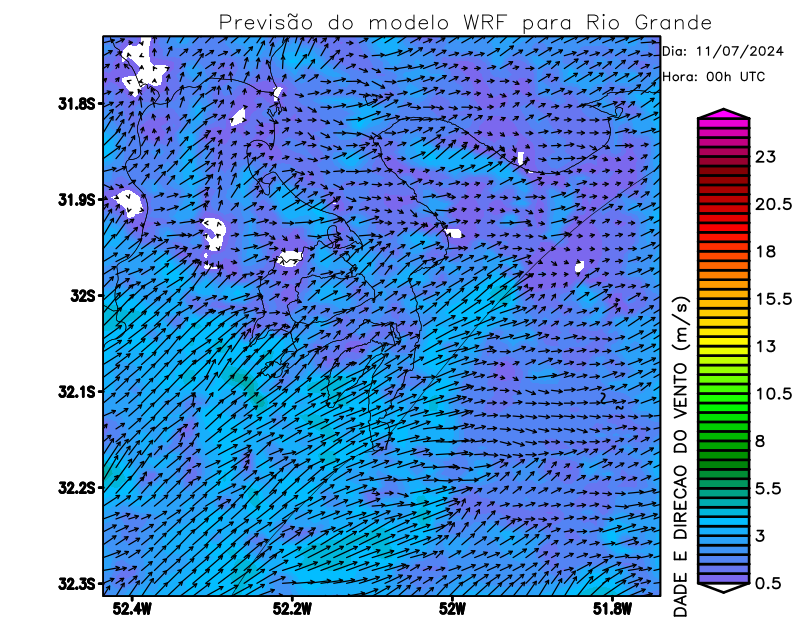 Previsão do modelo WRF para Rio Grande
Dia: 11/07/2024
Hora: 00h UTC
31.8S
31.9S
32S
32.1S
32.2S
32.3S
52.4W
52.2W
52W
51.8W
23
20.5
18
15.5
13
10.5
8
5.5
3
0.5
DADE E DIRECAO DO VENTO (m/s)